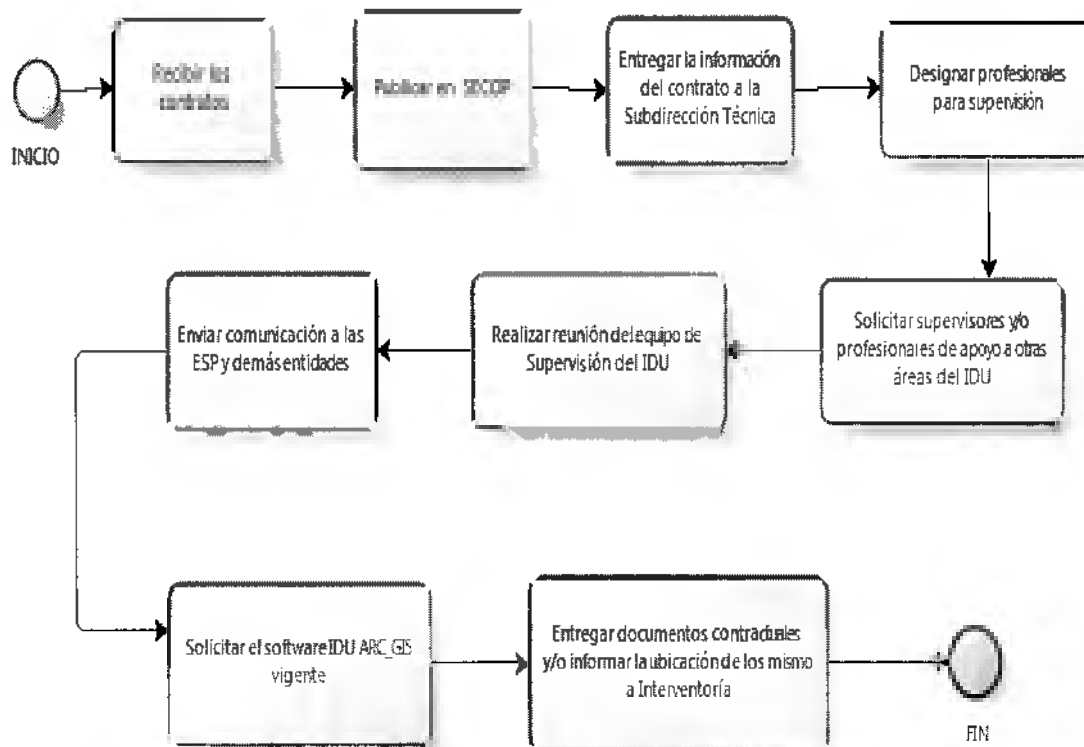 INICIO
Recibir los
contratos
Publicar en SECOP
Entregar la información
del contrato a la
Subdirección Técnica
Designar profesionales
para supervisión
Solicitar supervisores y/o
profesionales de apoyo a otras
áreas del IDU
Realizar reunión del equipo de
Supervisión del IDU
Enviar comunicación a las
ESP y demás entidades
Solicitar el software IDU ARC_GIS
vigente
Entregar documentos contractuales
y/o informar la ubicación de los mismo
a Interventoría
FIN